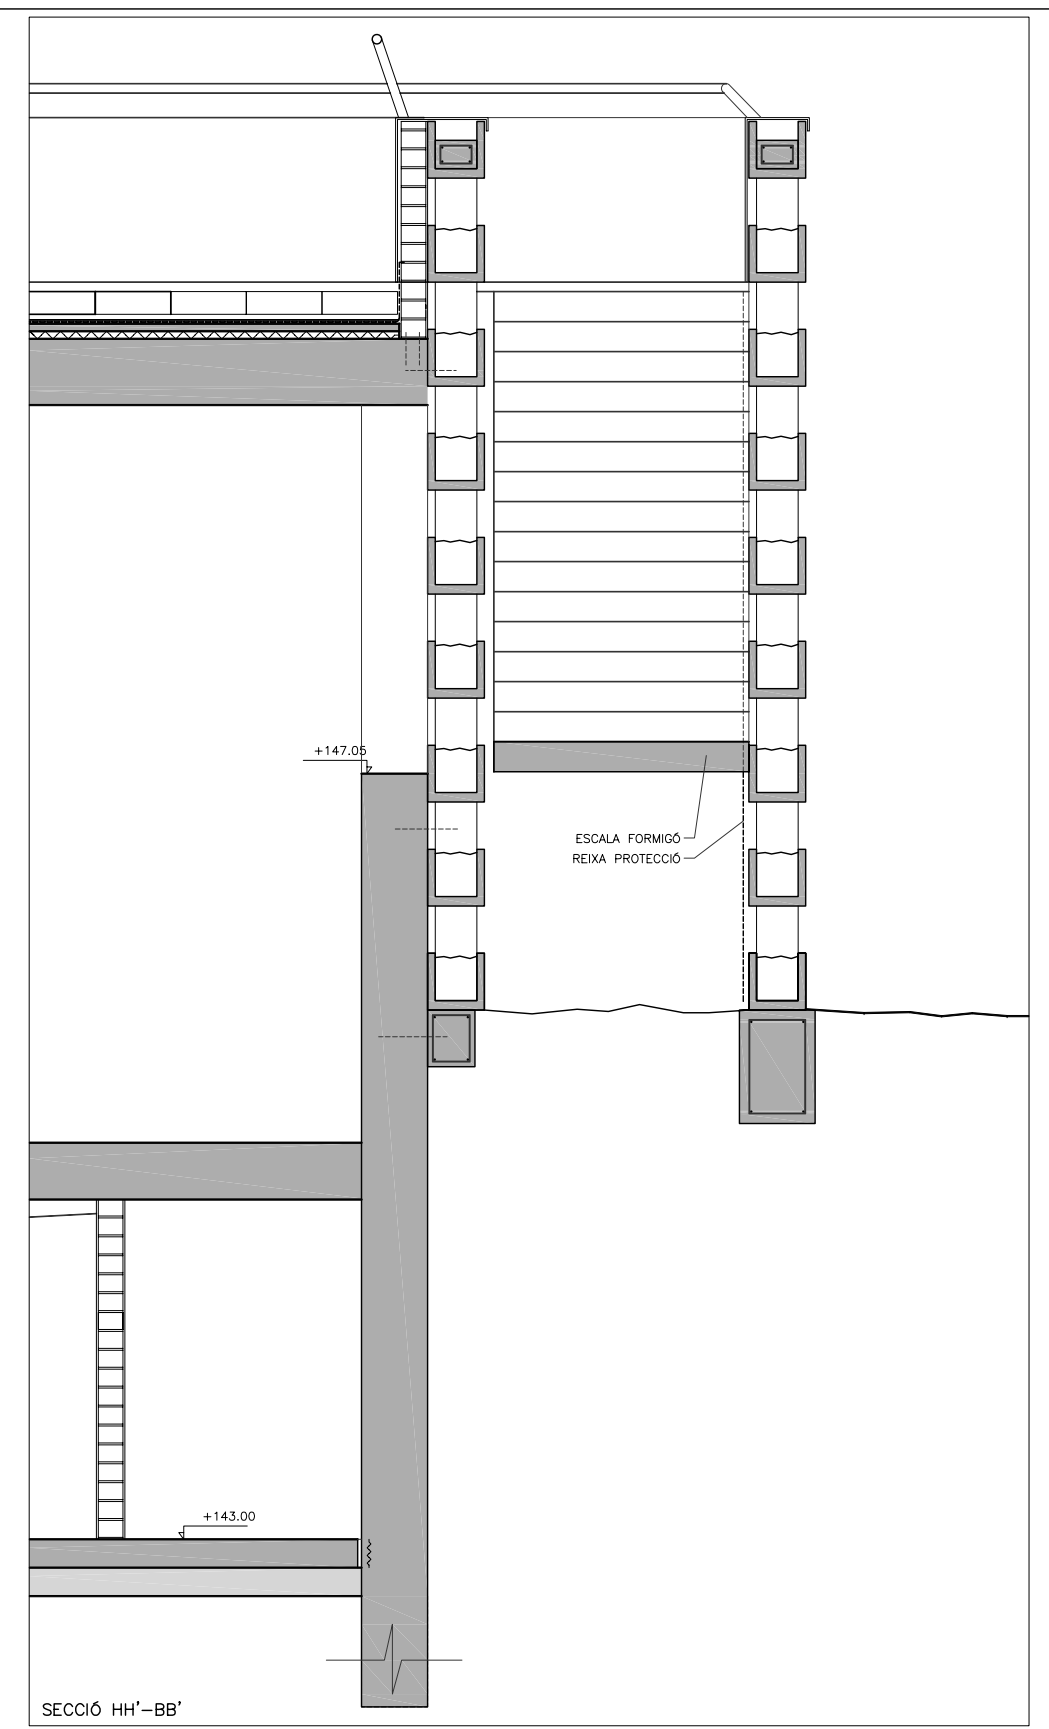 +147.05
ESCALA FORMIGÓ
REIXA PROTECCIÓ
+143.00
SECCIÓ HH'-BB'